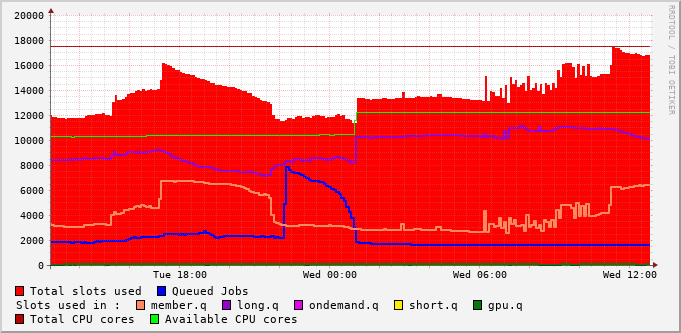 20000
18000
16000
14000
12000
10000
8000
6000
4000
2000
0
Tue 18:00 Wed 00:00 Wed 06:00 Wed 12:00
RRDTOOL / TOBI OETIKER
Total slots used Queued Jobs
Slots used in : member.q long.q ondemand.q short.q gpu.q
Total CPU cores Available CPU cores